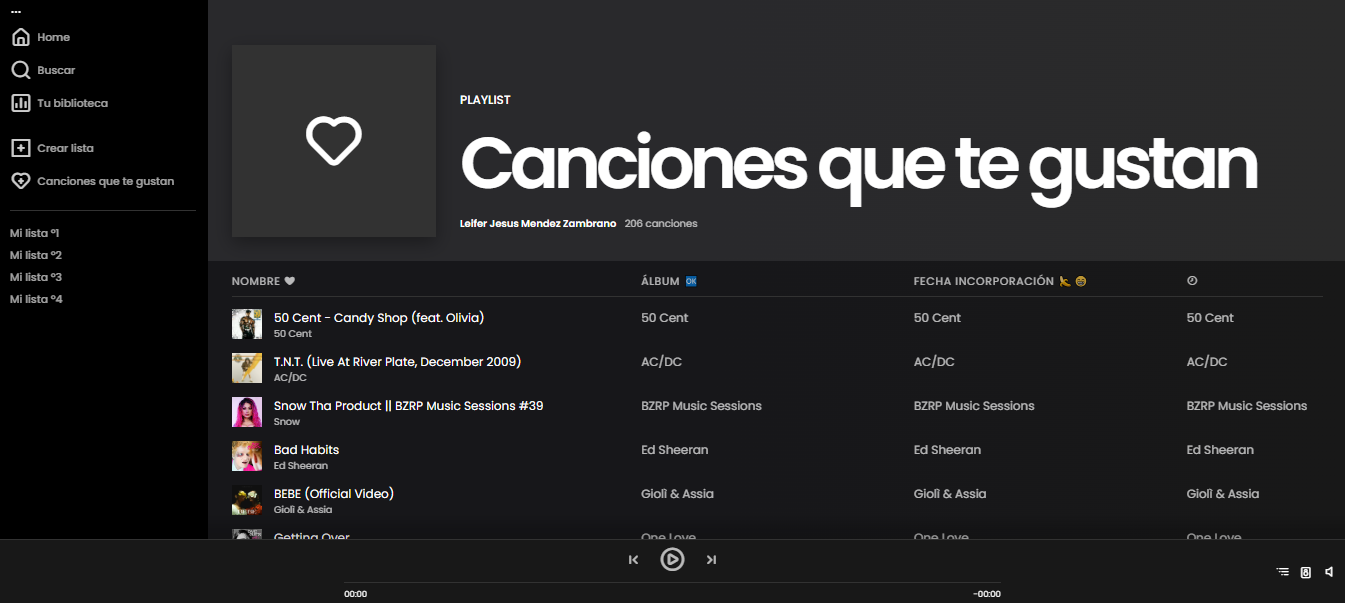 ...
Home
Buscar
Tu biblioteca
Crear lista
Canciones que te gustan
Mi lista °1
Mi lista °2
Mi lista °3
Mi lista °4
PLAYLIST
Canciones que te gustan
Leifer Jesus Mendez Zambrano 206 canciones
NOMBRE 🖤 ÁLBUM 🆗 FECHA INCORPORACIÓN
50 Cent - Candy Shop (feat. Olivia) 50 Cent 50 Cent 50 Cent
50 Cent
T.N.T. (Live At River Plate, December 2009) AC/DC AC/DC AC/DC
AC/DC
Snow Tha Product || BZRP Music Sessions #39 BZRP Music Sessions BZRP Music Sessions BZRP Music Sessions
Snow
Bad Habits Ed Sheeran Ed Sheeran Ed Sheeran
Ed Sheeran
BEBE (Official Video) Giolì & Assia Giolì & Assia Giolì & Assia
Giolì & Assia
Getting Over One Love One Love One Love
00:00 -00:00